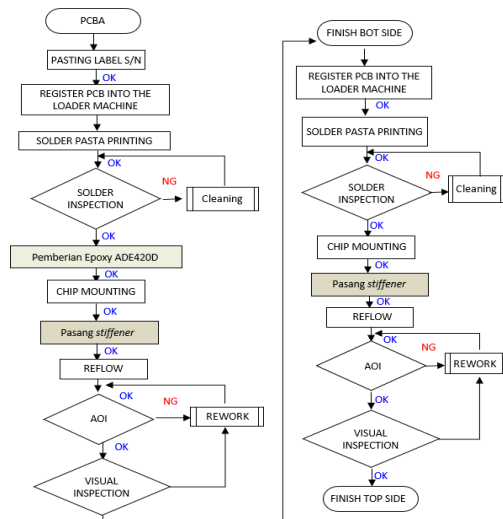 PCBA
PASTING LABEL S/N
OK
REGISTER PCB INTO THE
LOADER MACHINE
OK
SOLDER PASTA PRINTING
OK
SOLDER
INSPECTION
NG
Cleaning
OK
Pemberian Epoxy ADE420D
OK
CHIP MOUNTING
OK
Pasang stiffener
OK
REFLOW
OK
AOI
NG
REWORK
OK
VISUAL
INSPECTION
FINISH BOT SIDE
REGISTER PCB INTO THE
LOADER MACHINE
OK
SOLDER PASTA PRINTING
OK
SOLDER
INSPECTION
NG
Cleaning
OK
CHIP MOUNTING
OK
Pasang stiffener
OK
REFLOW
OK
AOI
NG
REWORK
OK
VISUAL
INSPECTION
OK
FINISH TOP SIDE